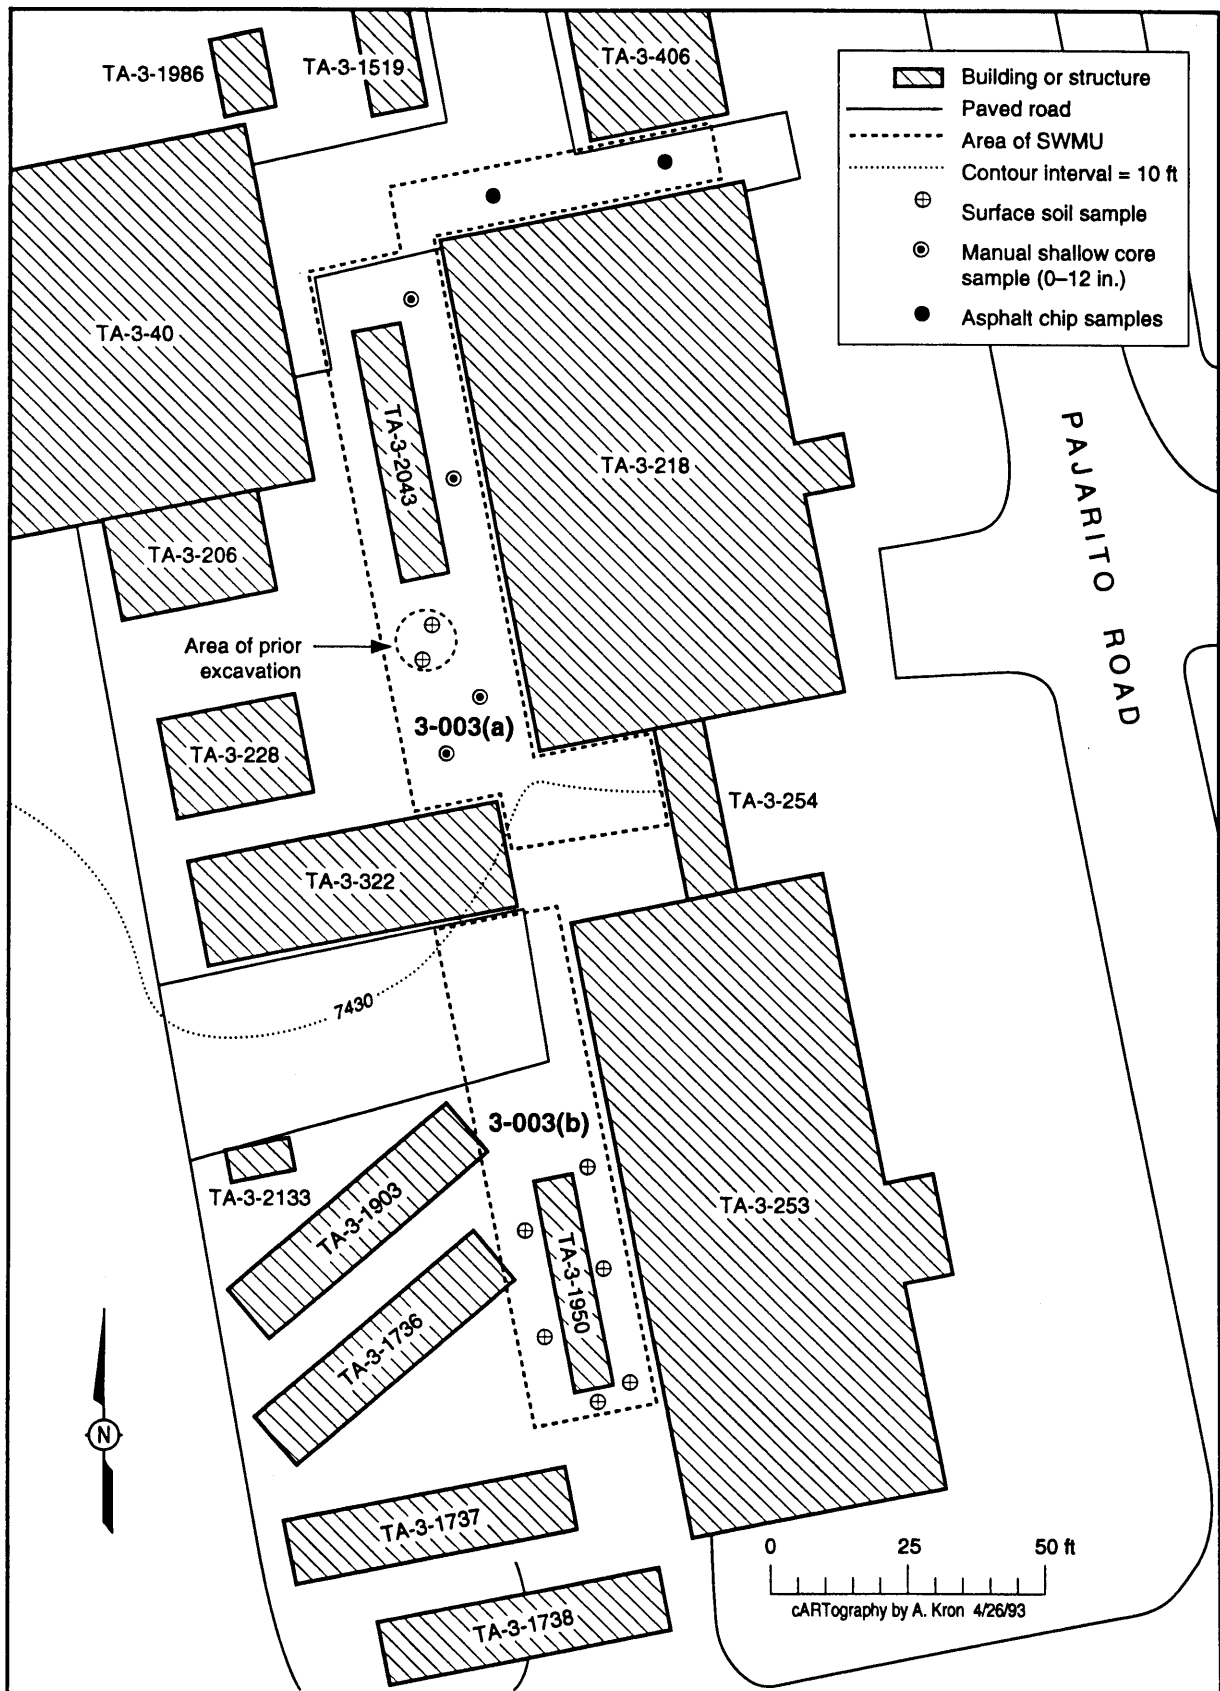 TA-3-1986
TA-3-1519
TA-3-406
Building or structure
Paved road
Area of SWMU
Contour interval = 10 ft
Surface soil sample
Manual shallow core
sample (0–12 in.)
Asphalt chip samples
TA-3-40
TA-3-2043
TA-3-218
PAJARITO ROAD
TA-3-206
Area of prior
excavation
3-003(a)
TA-3-228
TA-3-254
TA-3-322
7430
3-003(b)
TA-3-2133
TA-3-1903
TA-3-253
TA-3-1950
TA-3-1736
N
TA-3-1737
TA-3-1738
0 25 50 ft
cARTography by A. Kron 4/26/93